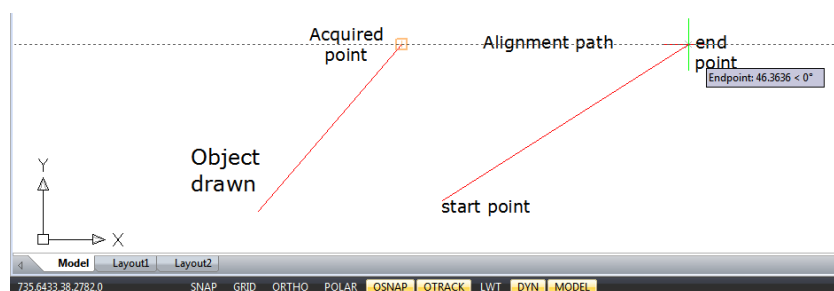 Acquired
point
Alignment path
end
point
Endpoint: 46.3636 < 0°
Object
drawn
start point
Y
X
Model Layout1 Layout2
735.6433,38.2782,0 SNAP GRID ORTHO POLAR OSNAP OTRACK LWT DYN MODEL